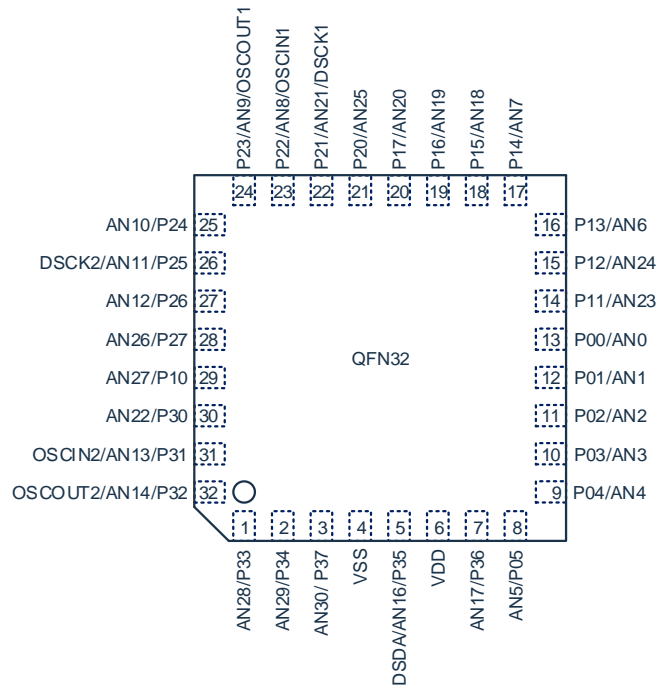 P23/AN9/OSCOUT1
P22/AN8/OSCIN1
P21/AN21/DSCK1
P20/AN25
P17/AN20
P16/AN19
P15/AN18
P14/AN7
24
23
22
21
20
19
18
17
AN10/P24
25
16
P13/AN6
DSCK2/AN11/P25
26
15
P12/AN24
AN12/P26
27
14
P11/AN23
AN26/P27
28
13
P00/AN0
QFN32
AN27/P10
29
12
P01/AN1
AN22/P30
30
11
P02/AN2
OSCIN2/AN13/P31
31
10
P03/AN3
OSCOUT2/AN14/P32
32
9
P04/AN4
1
2
3
4
5
6
7
8
AN28/P33
AN29/P34
AN30/ P37
VSS
DSDA/AN16/P35
VDD
AN17/P36
AN5/P05